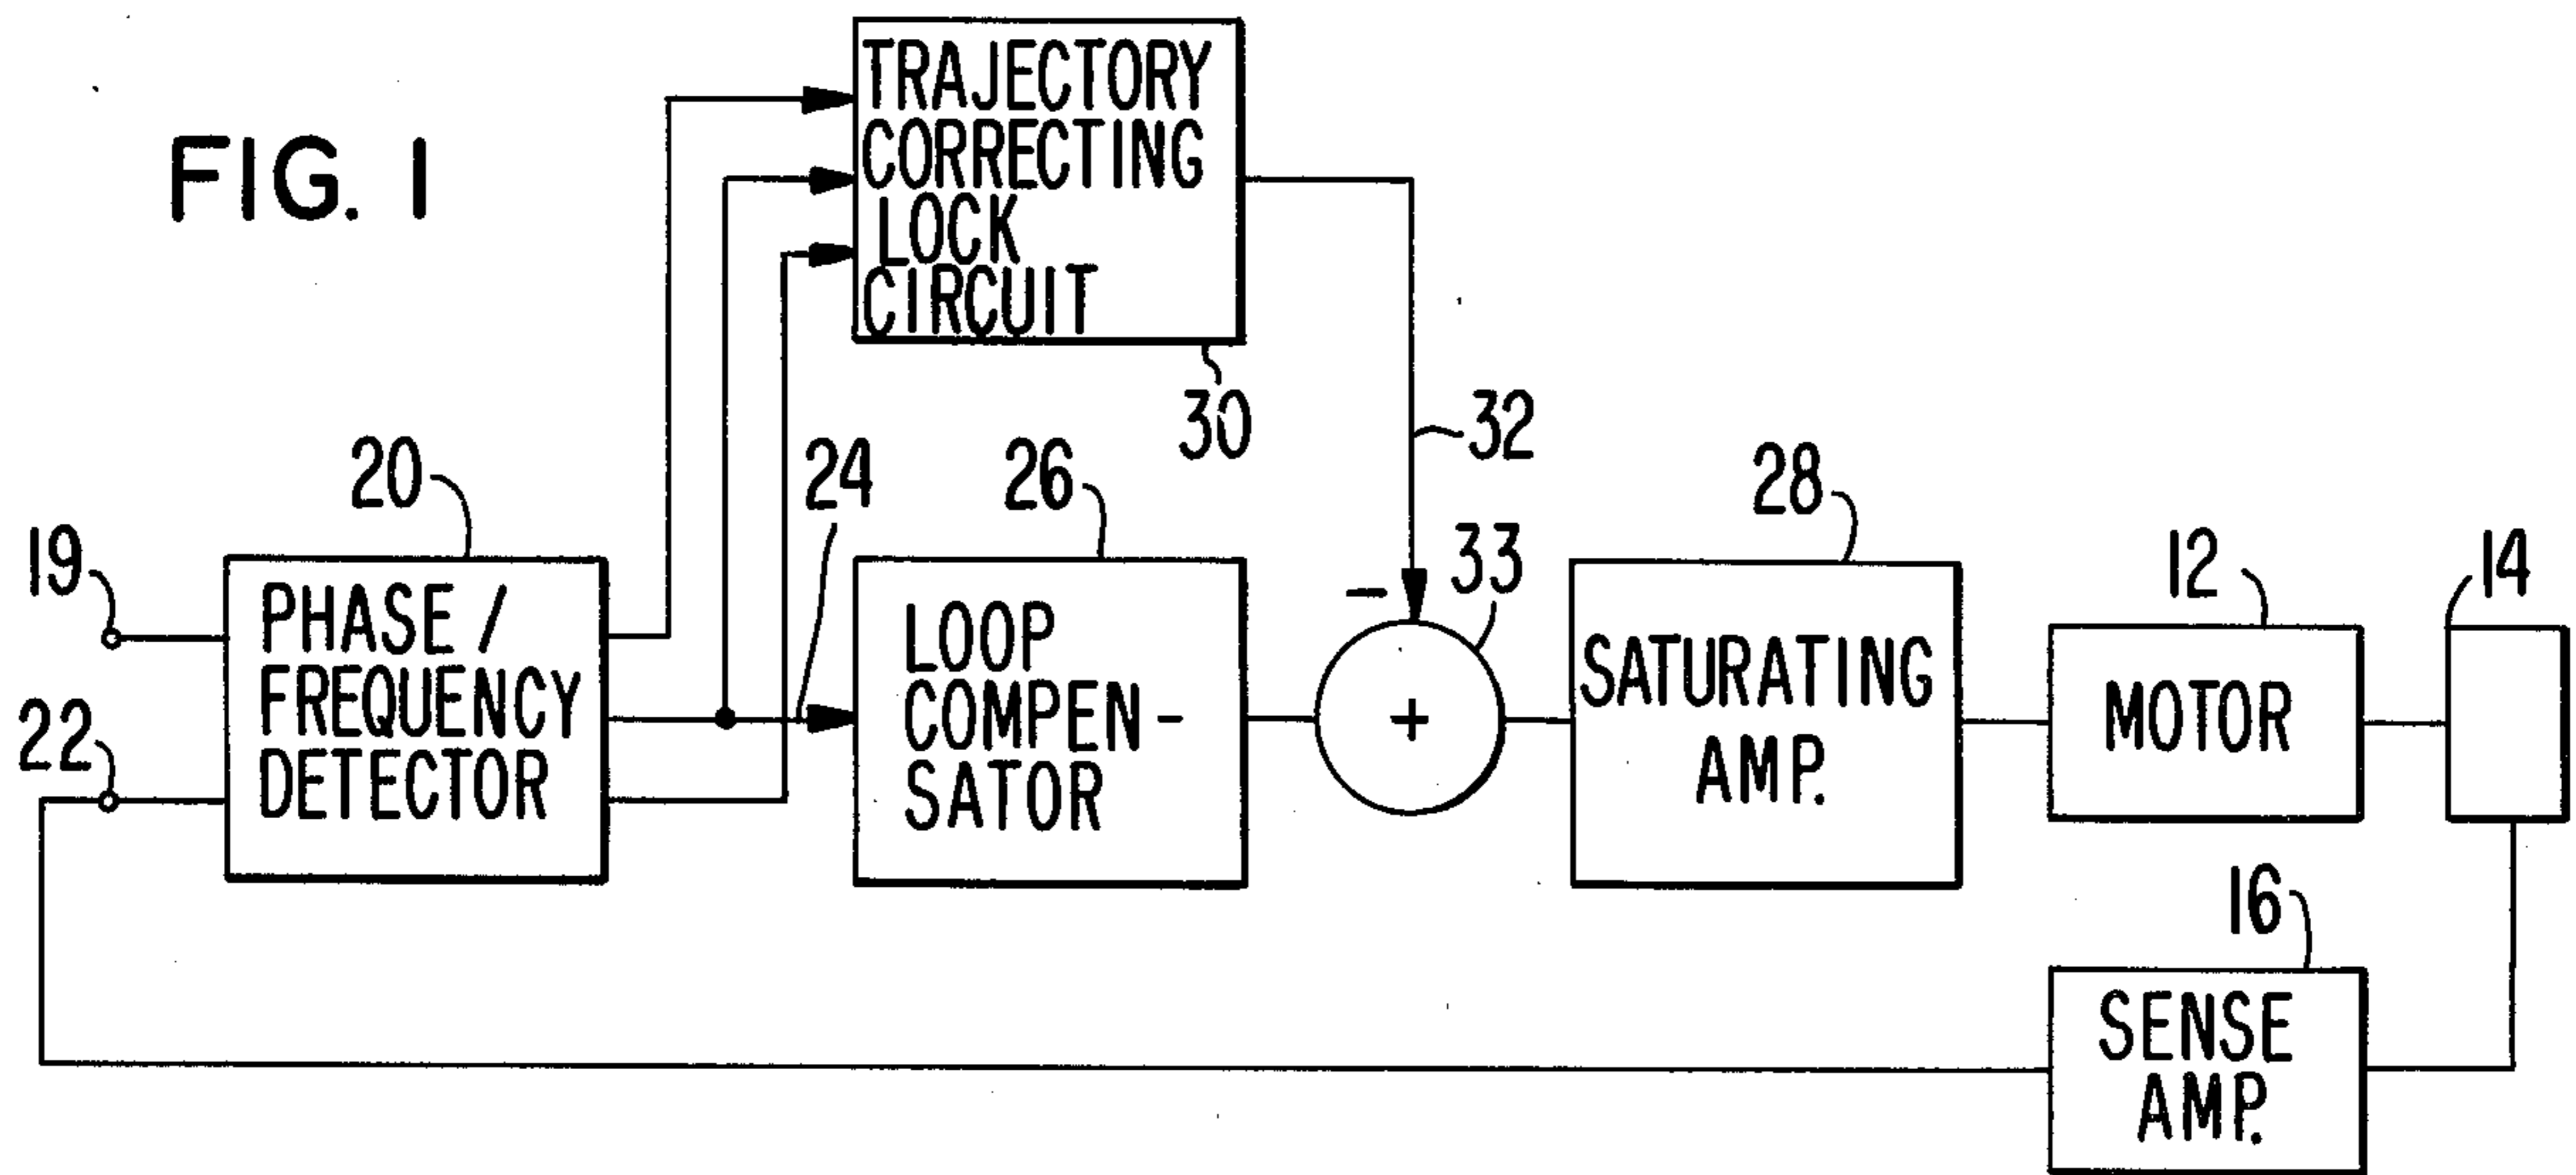 FIG. 1
TRAJECTORY
CORRECTING
LOCK
CIRCUIT
30
32
20
24
26
28
33
12
14
19
22
PHASE /
FREQUENCY
DETECTOR
LOOP
COMPEN-
SATOR
-
+
SATURATING
AMP.
MOTOR
16
SENSE
AMP.